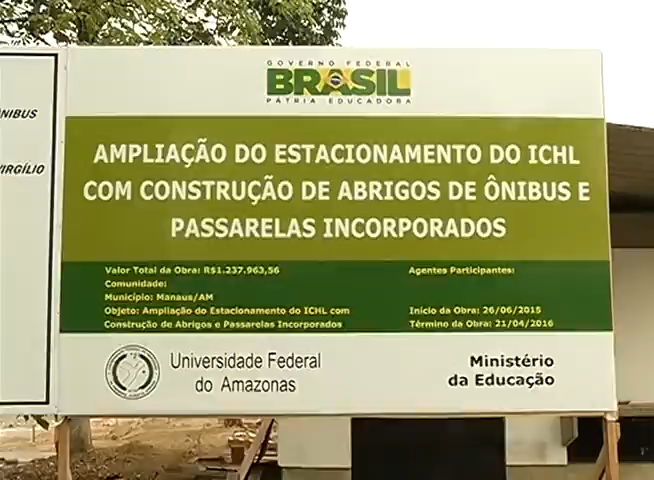 ÔNIBUS
VIRGÍLIO
GOVERNO FEDERAL
BRASIL
PÁTRIA EDUCADORA
AMPLIAÇÃO DO ESTACIONAMENTO DO ICHL
COM CONSTRUÇÃO DE ABRIGOS DE ÔNIBUS E
PASSARELAS INCORPORADOS
Valor Total da Obra: R$1.237.963,56
Comunidade:
Município: Manaus/AM
Objeto: Ampliação do Estacionamento do ICHL com
Construção de Abrigos e Passarelas Incorporados
Agentes Participantes:
Início da Obra: 26/06/2015
Término da Obra: 21/04/2016
Universidade Federal
do Amazonas
Ministério
da Educação